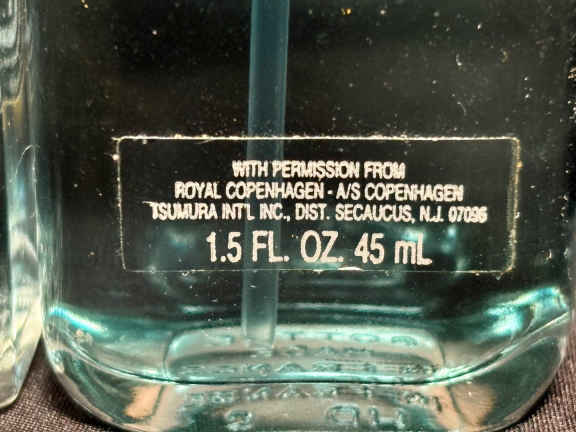 WITH PERMISSION FROM
ROYAL COPENHAGEN - A/S COPENHAGEN
TSUMURA INT'L INC., DIST. SECAUCUS, N.J. 07096
1.5 FL. OZ. 45 mL